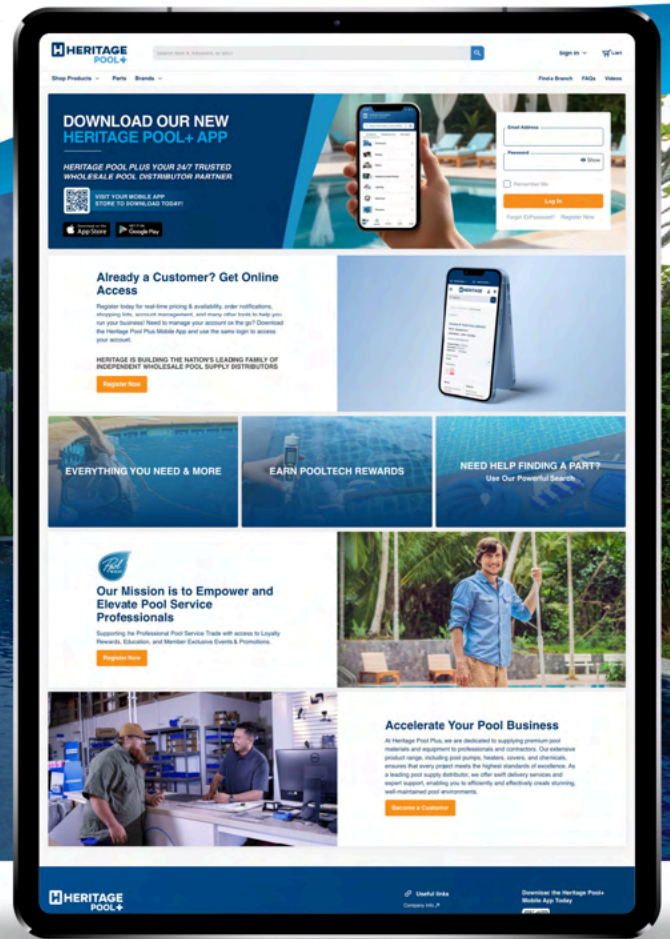 HERITAGE
POOL+
Sign In
Cart
Shop Products
Parts
Brands
Find a Branch
FAQs
Videos
DOWNLOAD OUR NEW
HERITAGE POOL+ APP
HERITAGE POOL PLUS YOUR 24/7 TRUSTED
WHOLESALE POOL DISTRIBUTOR PARTNER
VISIT YOUR MOBILE APP
STORE TO DOWNLOAD TODAY!
Download on the
App Store
GET IT ON
Google Play
Email Address
Password
Show
Remember Me
Log In
Forgot ID/Password?
Register Now
Already a Customer? Get Online
Access
Register today for real-time pricing & availability, order notifications,
shopping lists, account management, and many other tools to help you
run your business! Need to manage your account on the go? Download
the Heritage Pool Plus Mobile App and use the same login to access
your account.
HERITAGE IS BUILDING THE NATION'S LEADING FAMILY OF
INDEPENDENT WHOLESALE POOL SUPPLY DISTRIBUTORS
Register Now
HERITAGE
EVERYTHING YOU NEED & MORE
EARN POOLTECH REWARDS
NEED HELP FINDING A PART?
Use Our Powerful Search
Our Mission is to Empower and
Elevate Pool Service
Professionals
Supporting the Professional Pool Service Trade with access to Loyalty
Rewards, Education, and Member Exclusive Events & Promotions.
Register Now
Accelerate Your Pool Business
At Heritage Pool Plus, we are dedicated to supplying premium pool
materials and equipment to professionals and contractors. Our extensive
product range, including pool pumps, heaters, covers, and chemicals,
ensures that every project meets the highest standards of excellence. As
a leading pool supply distributor, we offer swift delivery services and
expert support, enabling you to efficiently and effectively create stunning,
well-maintained pool environments.
Become a Customer
HERITAGE
POOL+
Useful links
Company Info
Download the Heritage Pool+
Mobile App Today